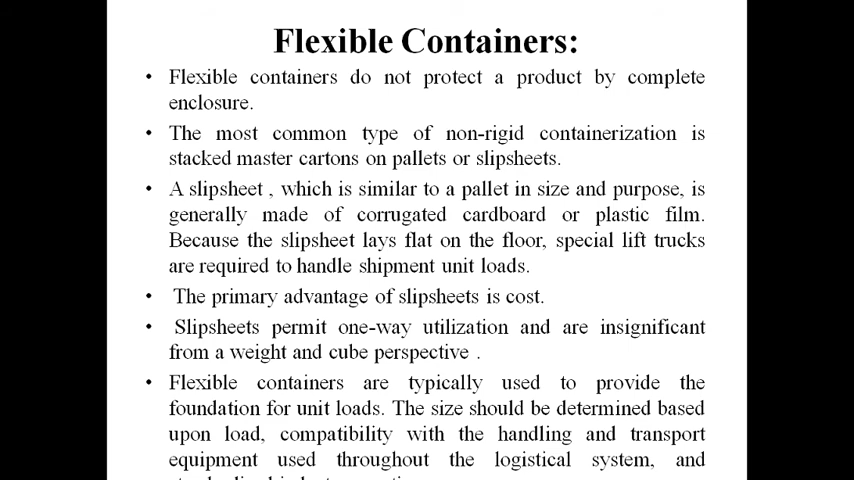 Flexible Containers:
• Flexible containers do not protect a product by complete
enclosure.
• The most common type of non-rigid containerization is
stacked master cartons on pallets or slipsheets.
• A slipsheet , which is similar to a pallet in size and purpose, is
generally made of corrugated cardboard or plastic film.
Because the slipsheet lays flat on the floor, special lift trucks
are required to handle shipment unit loads.
• The primary advantage of slipsheets is cost.
• Slipsheets permit one-way utilization and are insignificant
from a weight and cube perspective .
• Flexible containers are typically used to provide the
foundation for unit loads. The size should be determined based
upon load, compatibility with the handling and transport
equipment used throughout the logistical system, and